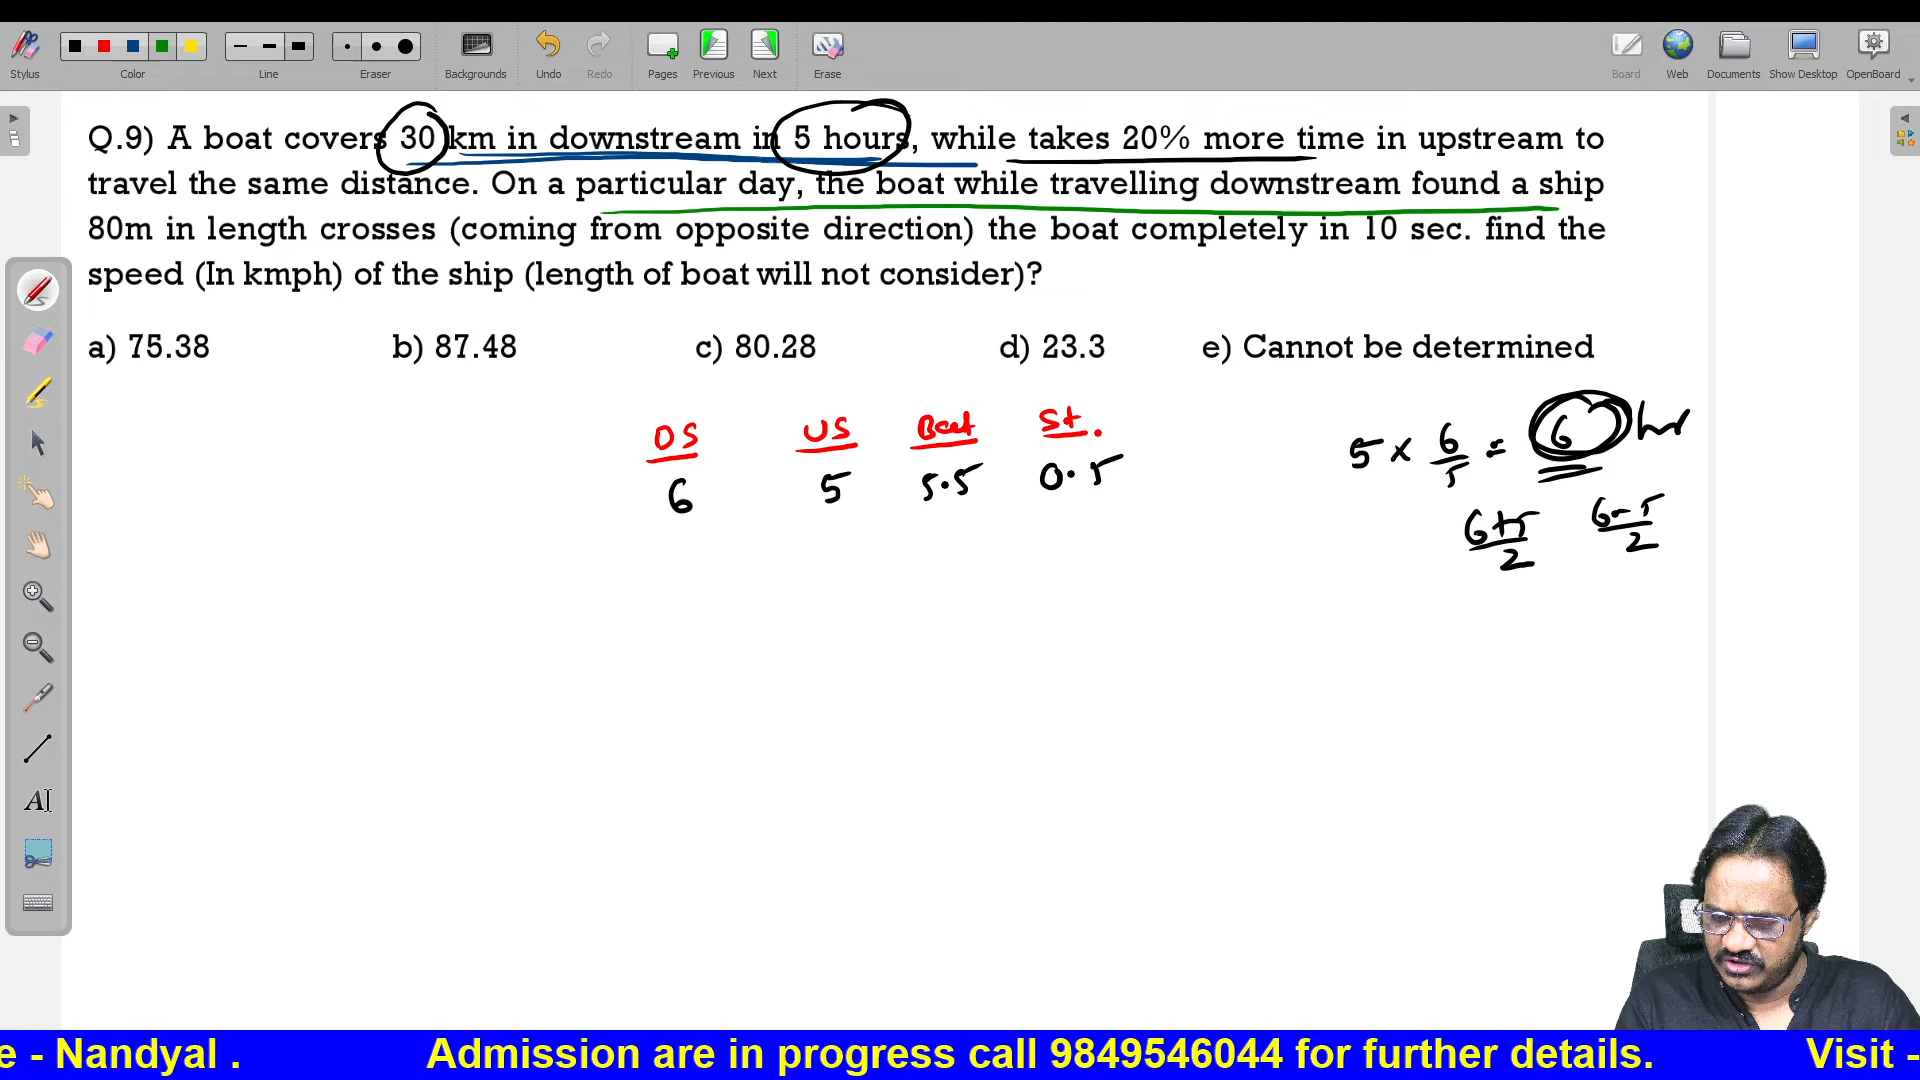 Stylus
Color
Line
Eraser
Backgrounds
Undo
Redo
Pages
Previous
Next
Erase
Board
Web
Documents
Show Desktop
OpenBoard
Q.9) A boat covers 30 km in downstream in 5 hours, while takes 20% more time in upstream to
travel the same distance. On a particular day, the boat while travelling downstream found a ship
80m in length crosses (coming from opposite direction) the boat completely in 10 sec. find the
speed (In kmph) of the ship (length of boat will not consider)?
a) 75.38 b) 87.48 c) 80.28 d) 23.3 e) Cannot be determined
DS US Boat St.
6 5 5.5 0.5
5 × 6/5 = 6 hr
6+5/2 6-5/2
e - Nandyal . Admission are in progress call 9849546044 for further details. Visit -